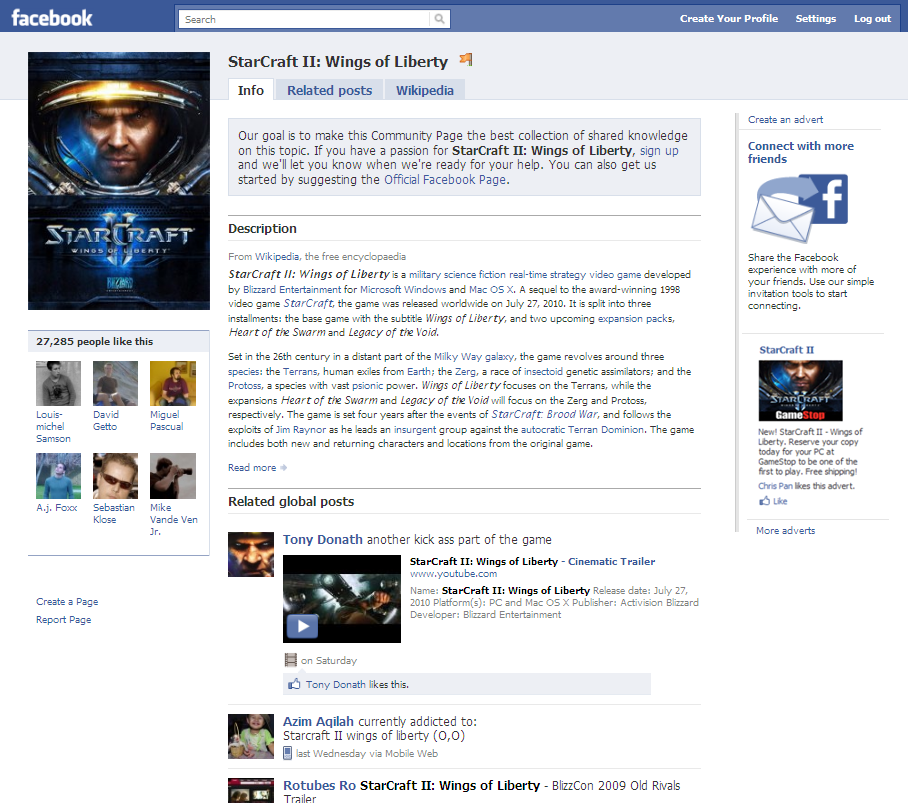 facebook
Search
Create Your Profile Settings Log out
StarCraft II: Wings of Liberty
Info Related posts Wikipedia
STARCRAFT
II
WINGS OF LIBERTY
BLIZZARD
ENTERTAINMENT
27,285 people like this
Louis-
michel
Samson
David
Getto
Miguel
Pascual
A.j. Foxx
Sebastian
Klose
Mike
Vande Ven
Jr.
Create a Page
Report Page
Our goal is to make this Community Page the best collection of shared knowledge
on this topic. If you have a passion for StarCraft II: Wings of Liberty, sign up
and we'll let you know when we're ready for your help. You can also get us
started by suggesting the Official Facebook Page.
Description
From Wikipedia, the free encyclopaedia
StarCraft II: Wings of Liberty is a military science fiction real-time strategy video game developed
by Blizzard Entertainment for Microsoft Windows and Mac OS X. A sequel to the award-winning 1998
video game StarCraft, the game was released worldwide on July 27, 2010. It is split into three
installments: the base game with the subtitle Wings of Liberty, and two upcoming expansion packs,
Heart of the Swarm and Legacy of the Void.
Set in the 26th century in a distant part of the Milky Way galaxy, the game revolves around three
species: the Terrans, human exiles from Earth; the Zerg, a race of insectoid genetic assimilators; and the
Protoss, a species with vast psionic power. Wings of Liberty focuses on the Terrans, while the
expansions Heart of the Swarm and Legacy of the Void will focus on the Zerg and Protoss,
respectively. The game is set four years after the events of StarCraft: Brood War, and follows the
exploits of Jim Raynor as he leads an insurgent group against the autocratic Terran Dominion. The game
includes both new and returning characters and locations from the original game.
Read more
Related global posts
Tony Donath another kick ass part of the game
StarCraft II: Wings of Liberty - Cinematic Trailer
www.youtube.com
Name: StarCraft II: Wings of Liberty Release date: July 27,
2010 Platform(s): PC and Mac OS X Publisher: Activision Blizzard
Developer: Blizzard Entertainment
on Saturday
Tony Donath likes this.
Azim Aqilah currently addicted to:
Starcraft II wings of liberty (O,O)
last Wednesday via Mobile Web
Rotubes Ro StarCraft II: Wings of Liberty - BlizzCon 2009 Old Rivals
Trailer
Create an advert
Connect with more
friends
f
Share the Facebook
experience with more of
your friends. Use our simple
invitation tools to start
connecting.
StarCraft II
STARCRAFT
GameStop
New! StarCraft II - Wings of
Liberty. Reserve your copy
today for your PC at
GameStop to be one of the
first to play. Free shipping!
Chris Pan likes this advert.
Like
More adverts